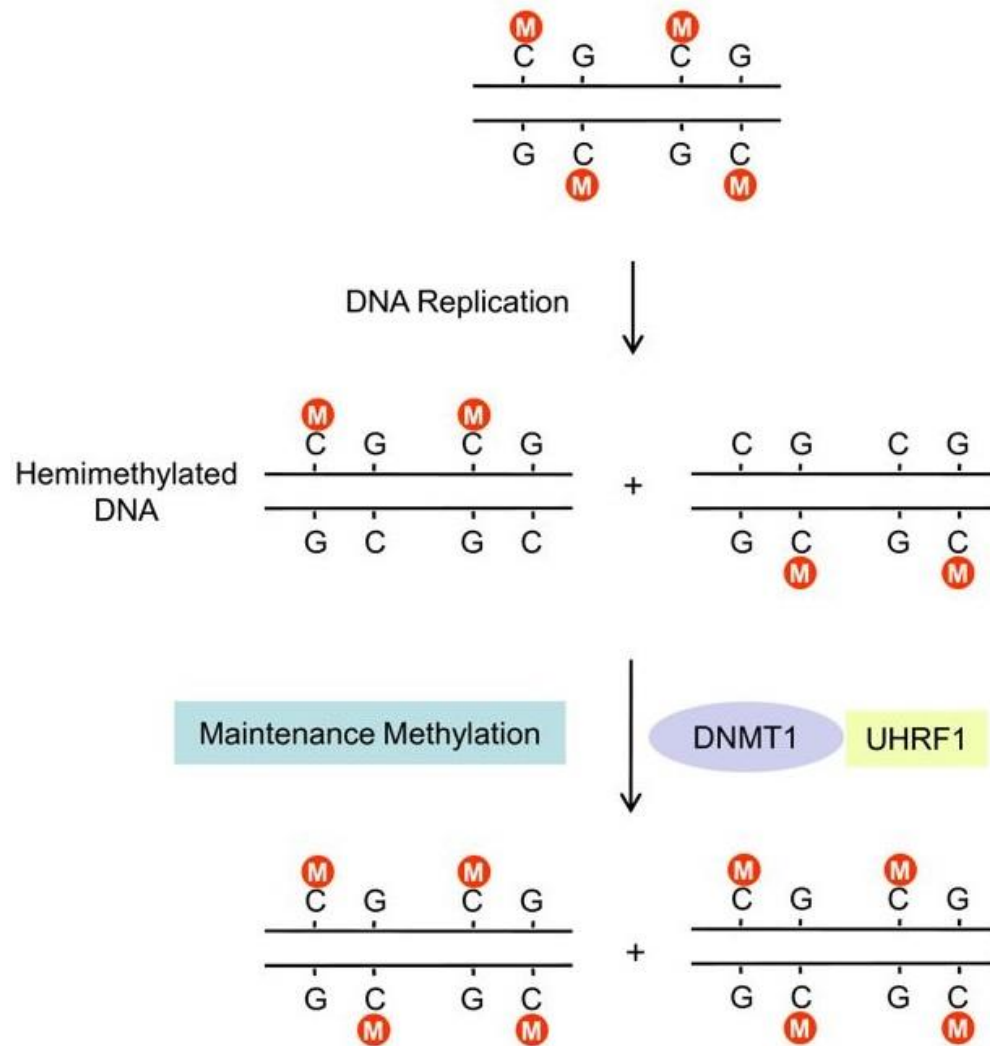 M M
C G C G
G C G C
M M
DNA Replication
M M
C G C G C G C G
Hemimethylated
DNA
+
G C G C G C G C
M M
Maintenance Methylation DNMT1 UHRF1
M M M M
C G C G C G C G
+
G C G C G C G C
M M M M